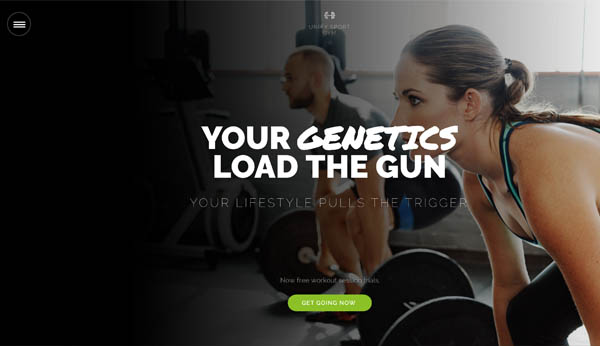 UNIFY SPORT
GYM
YOUR GENETICS
LOAD THE GUN
YOUR LIFESTYLE PULLS THE TRIGGER
Now free workout session trials.
GET GOING NOW